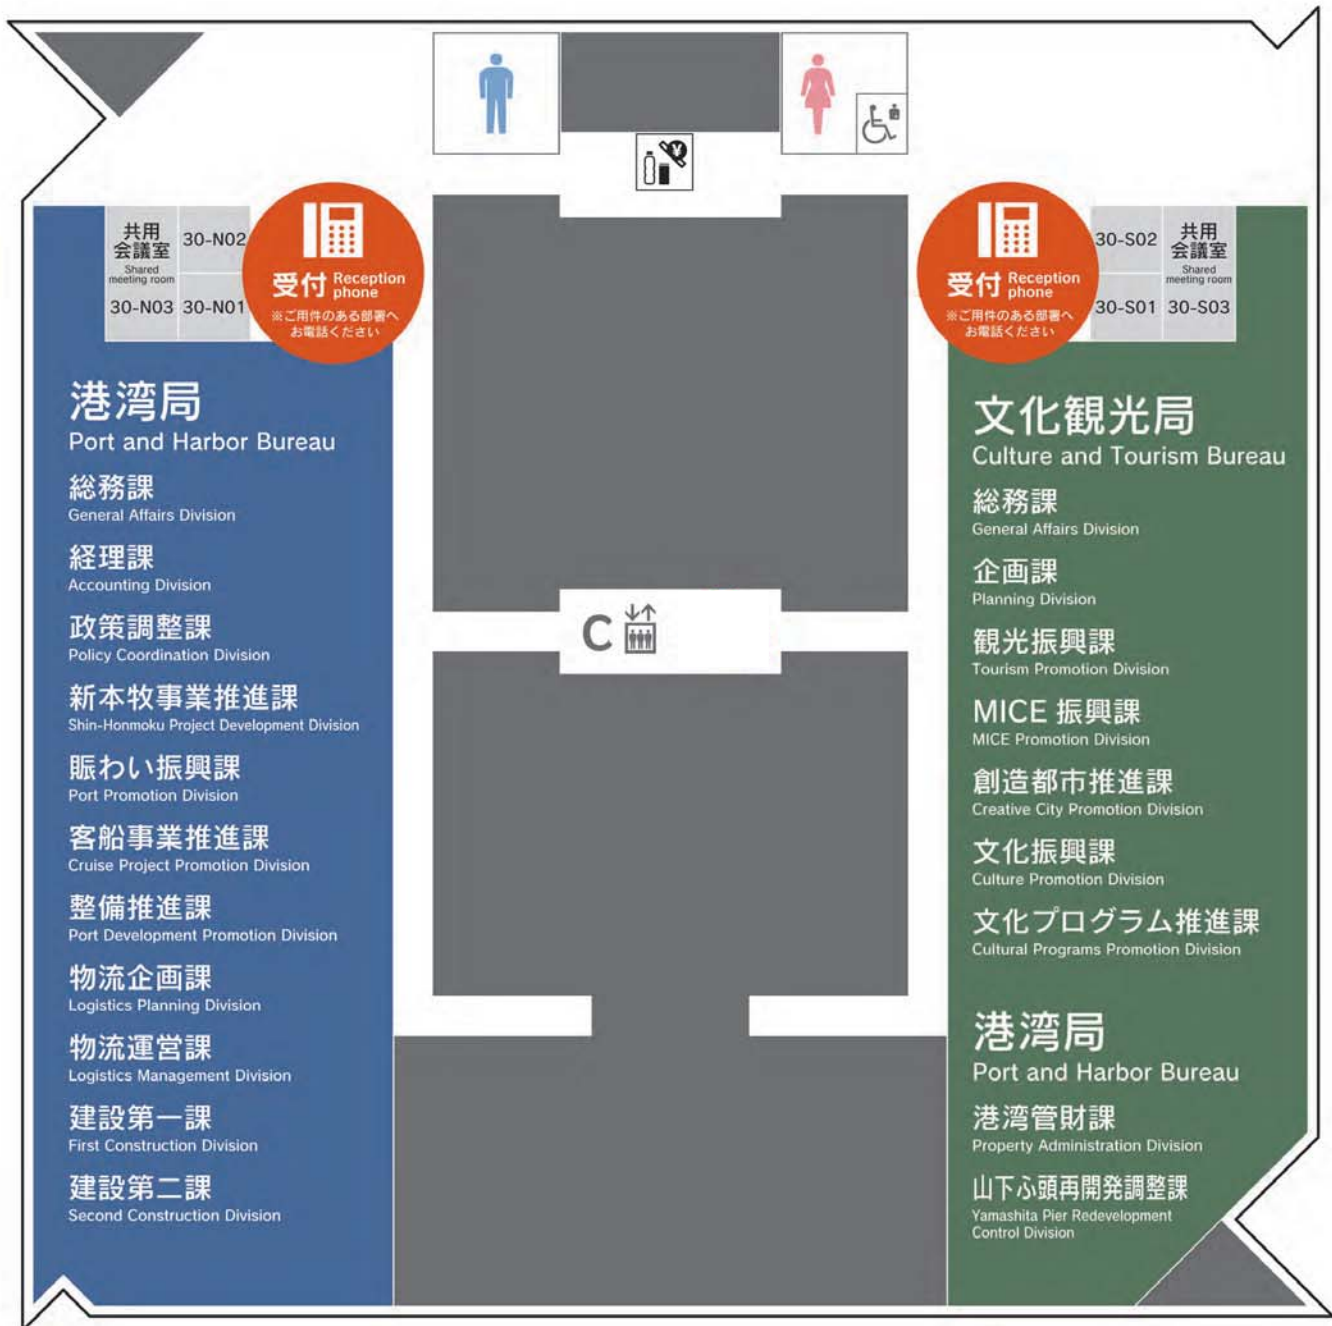 ¥
共用
会議室
Shared
meeting room
30-N03
30-N02
30-N01
受付 Reception
phone
※ご用件のある部署へ
お電話ください
港湾局
Port and Harbor Bureau
総務課
General Affairs Division
経理課
Accounting Division
政策調整課
Policy Coordination Division
新本牧事業推進課
Shin-Honmoku Project Development Division
賑わい振興課
Port Promotion Division
客船事業推進課
Cruise Project Promotion Division
整備推進課
Port Development Promotion Division
物流企画課
Logistics Planning Division
物流運営課
Logistics Management Division
建設第一課
First Construction Division
建設第二課
Second Construction Division
C
受付 Reception
phone
※ご用件のある部署へ
お電話ください
30-S02
30-S01
共用
会議室
Shared
meeting room
30-S03
文化観光局
Culture and Tourism Bureau
総務課
General Affairs Division
企画課
Planning Division
観光振興課
Tourism Promotion Division
MICE 振興課
MICE Promotion Division
創造都市推進課
Creative City Promotion Division
文化振興課
Culture Promotion Division
文化プログラム推進課
Cultural Programs Promotion Division
港湾局
Port and Harbor Bureau
港湾管財課
Property Administration Division
山下ふ頭再開発調整課
Yamashita Pier Redevelopment
Control Division